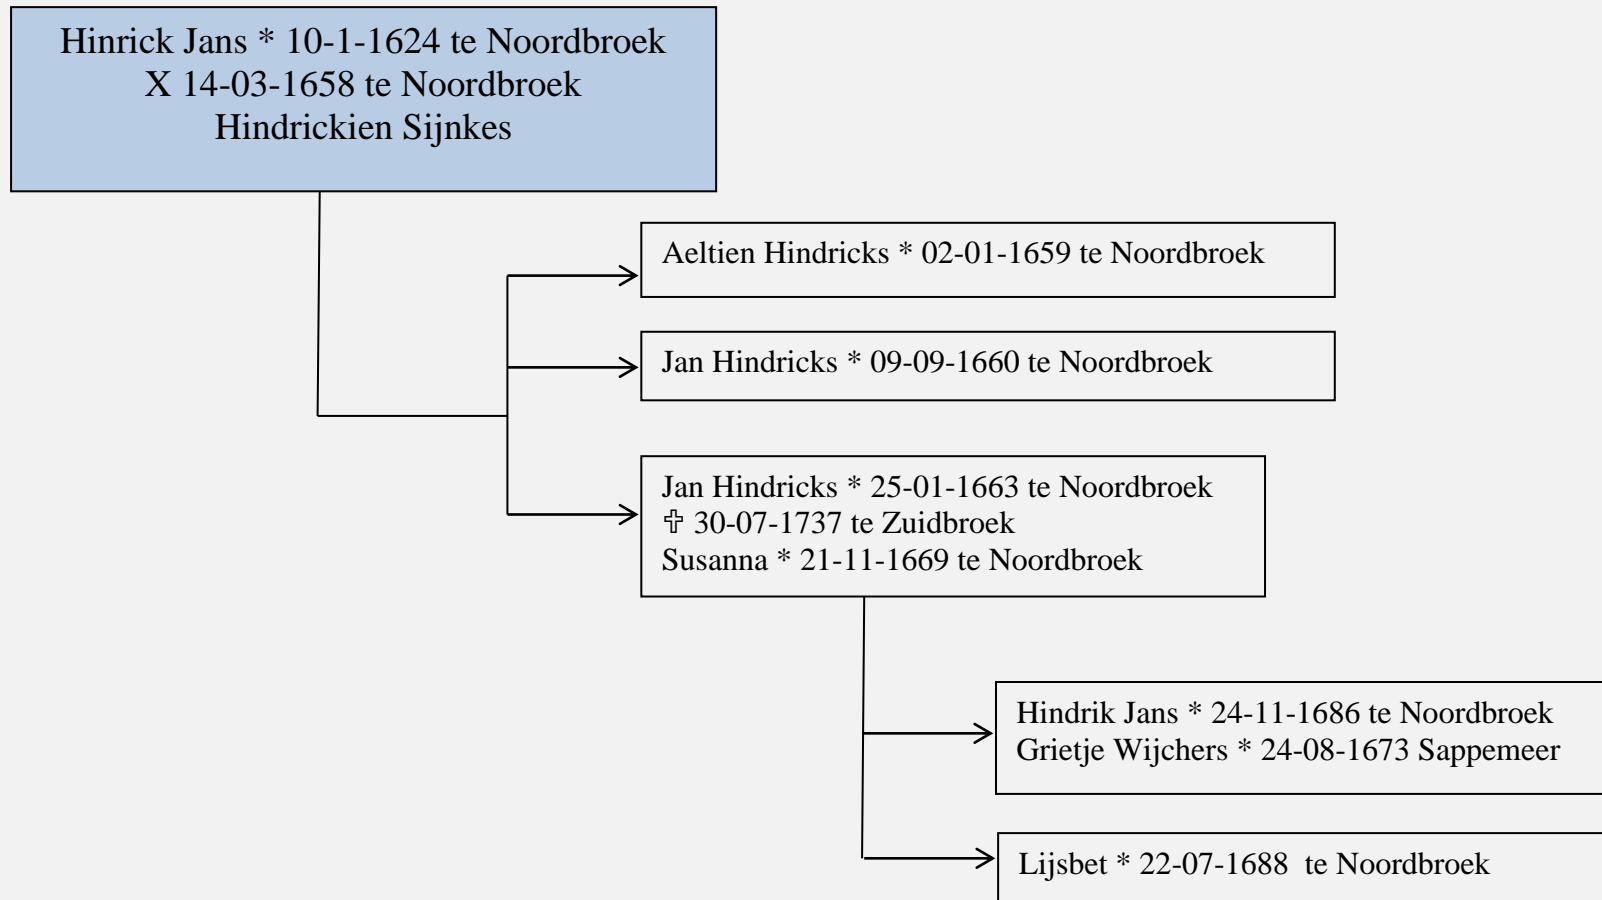 Hinrick Jans * 10-1-1624 te Noordbroek
X 14-03-1658 te Noordbroek
Hindrickien Sijnkes
Aeltien Hindricks * 02-01-1659 te Noordbroek
Jan Hindricks * 09-09-1660 te Noordbroek
Jan Hindricks * 25-01-1663 te Noordbroek
✞ 30-07-1737 te Zuidbroek
Susanna * 21-11-1669 te Noordbroek
Hindrik Jans * 24-11-1686 te Noordbroek
Grietje Wijchers * 24-08-1673 Sappemeer
Lijsbet * 22-07-1688 te Noordbroek